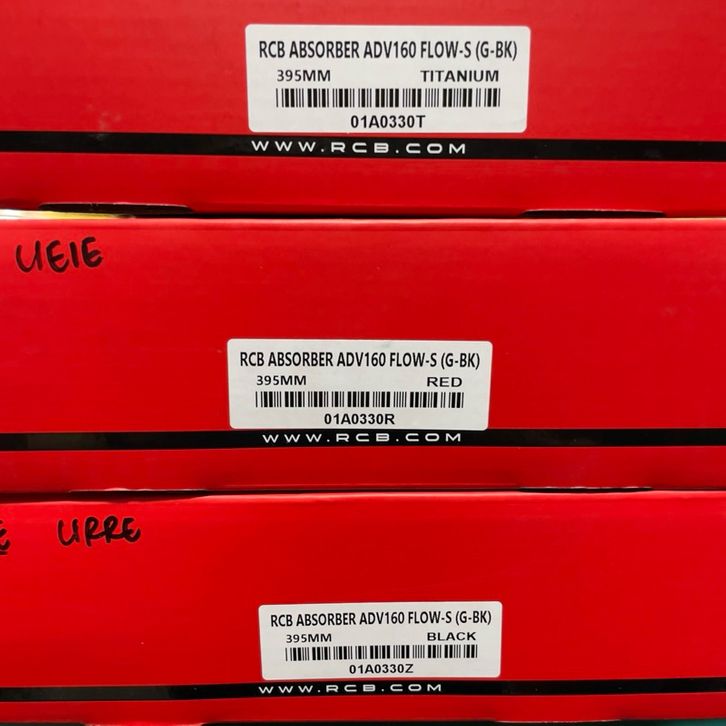 RCB ABSORBER ADV160 FLOW-S (G-BK)
395MM TITANIUM
01A0330T
WWW.RCB.COM
UEIE
RCB ABSORBER ADV160 FLOW-S (G-BK)
395MM RED
01A0330R
WWW.RCB.COM
URRE
RCB ABSORBER ADV160 FLOW-S (G-BK)
395MM BLACK
01A0330Z
WWW.RCB.COM